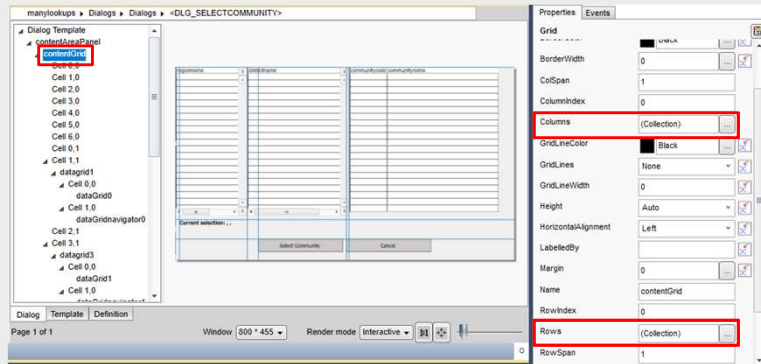 manylookups ▸ Dialogs ▸ Dialogs ▸ <DLG_SELECTCOMMUNITY>
Dialog Template
contentAreaPanel
contentGrid
Cell 0,0
Cell 1,0
Cell 2,0
Cell 3,0
Cell 4,0
Cell 5,0
Cell 6,0
Cell 0,1
Cell 1,1
datagrid1
Cell 0,0
dataGrid0
Cell 1,0
dataGridnavigator0
Cell 2,1
Cell 3,1
datagrid3
Cell 0,0
dataGrid1
Cell 1,0
Dialog Template Definition
Page 1 of 1
Window 800 * 455 Render mode Interactive 1:1
regionname districtname communitycode communityname
Current selection: , ,
Select Community Cancel
Properties Events
Grid
Black
BorderWidth 0
ColSpan 1
ColumnIndex 0
Columns (Collection) ...
GridLineColor Black ...
GridLines None
GridLineWidth 0
Height Auto
HorizontalAlignment Left
LabelledBy
Margin 0 ...
Name contentGrid
RowIndex 0
Rows (Collection) ...
RowSpan 1